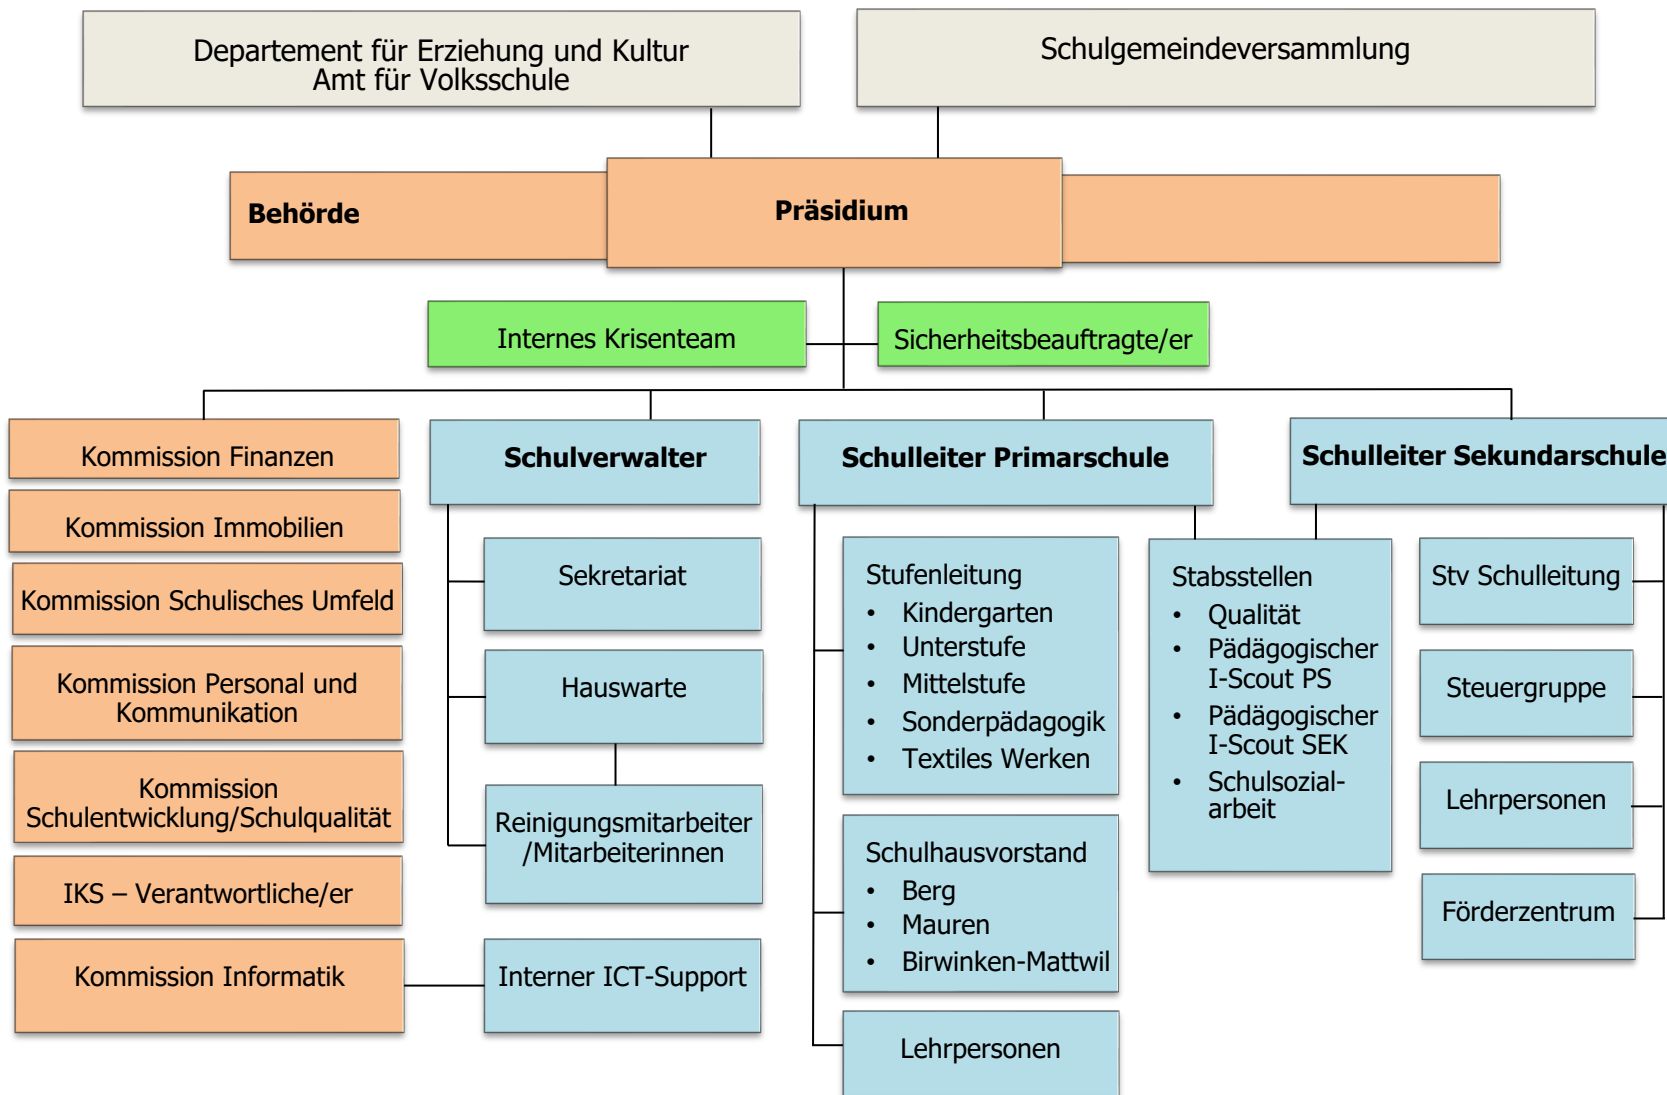 Departement für Erziehung und Kultur
Amt für Volksschule
Schulgemeindeversammlung
Behörde
Präsidium
Internes Krisenteam
Sicherheitsbeauftragte/er
Kommission Finanzen
Kommission Immobilien
Kommission Schulisches Umfeld
Kommission Personal und
Kommunikation
Kommission
Schulentwicklung/Schulqualität
IKS – Verantwortliche/er
Kommission Informatik
Schulverwalter
Sekretariat
Hauswarte
Reinigungsmitarbeiter
/Mitarbeiterinnen
Interner ICT-Support
Schulleiter Primarschule
Stufenleitung
• Kindergarten
• Unterstufe
• Mittelstufe
• Sonderpädagogik
• Textiles Werken
Schulhausvorstand
• Berg
• Mauren
• Birwinken-Mattwil
Lehrpersonen
Stabsstellen
• Qualität
• Pädagogischer
I-Scout PS
• Pädagogischer
I-Scout SEK
• Schulsozial-
arbeit
Schulleiter Sekundarschule
Stv Schulleitung
Steuergruppe
Lehrpersonen
Förderzentrum